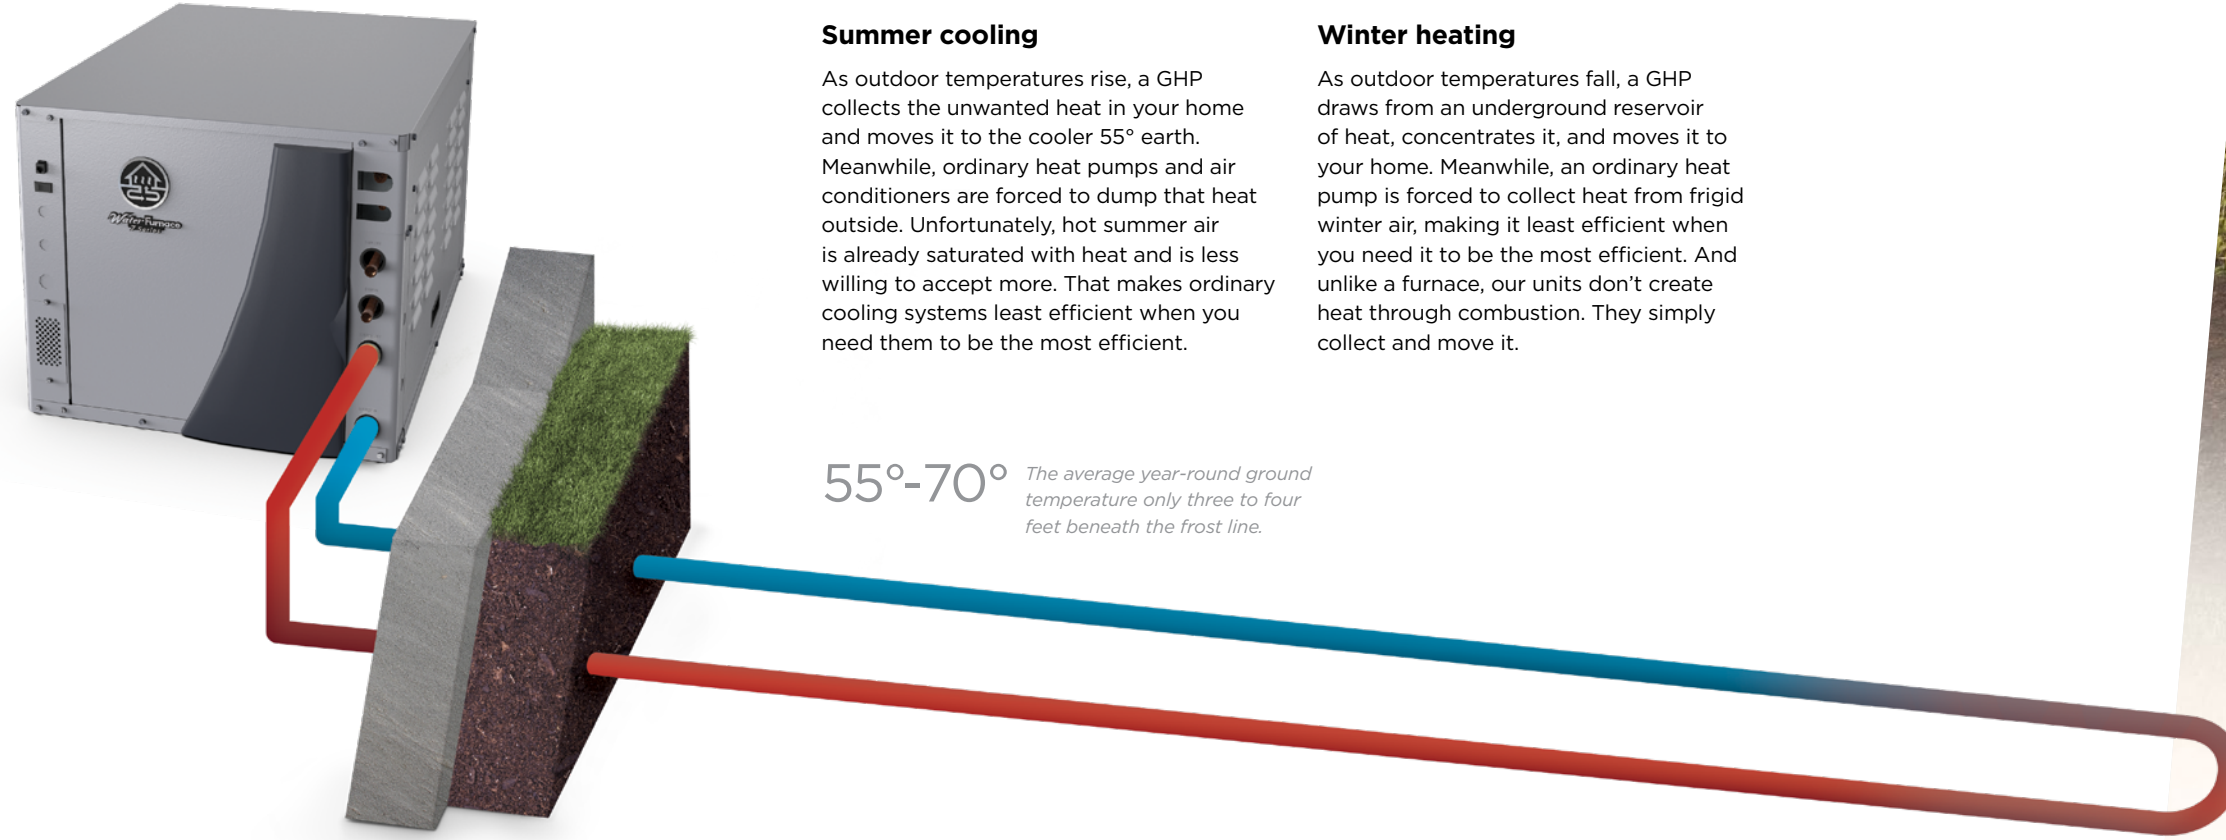 Summer cooling
As outdoor temperatures rise, a GHP
collects the unwanted heat in your home
and moves it to the cooler 55° earth.
Meanwhile, ordinary heat pumps and air
conditioners are forced to dump that heat
outside. Unfortunately, hot summer air
is already saturated with heat and is less
willing to accept more. That makes ordinary
cooling systems least efficient when you
need them to be the most efficient.
Winter heating
As outdoor temperatures fall, a GHP
draws from an underground reservoir
of heat, concentrates it, and moves it to
your home. Meanwhile, an ordinary heat
pump is forced to collect heat from frigid
winter air, making it least efficient when
you need it to be the most efficient. And
unlike a furnace, our units don’t create
heat through combustion. They simply
collect and move it.
55°-70°
The average year-round ground
temperature only three to four
feet beneath the frost line.
WaterFurnace